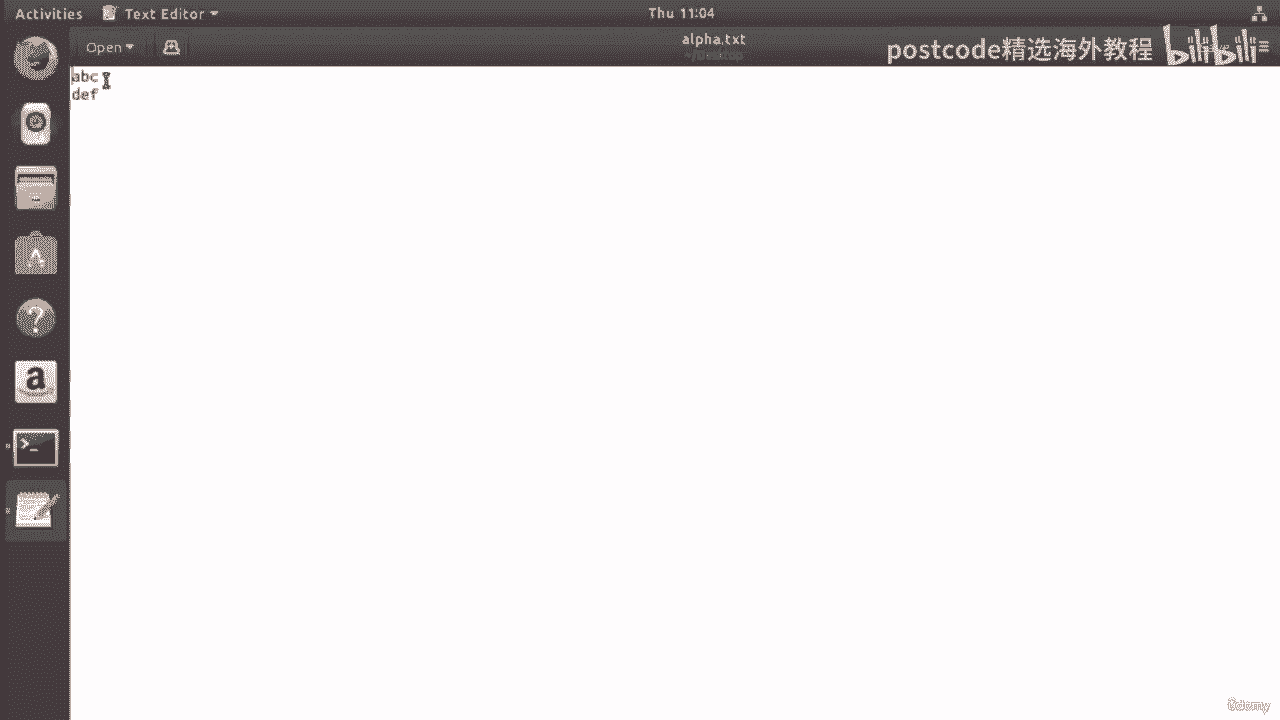 Activities Text Editor Thu 11:04
Open alpha.txt
~/Desktop
postcode精选海外教程 bilibili
abc
def
Udemy